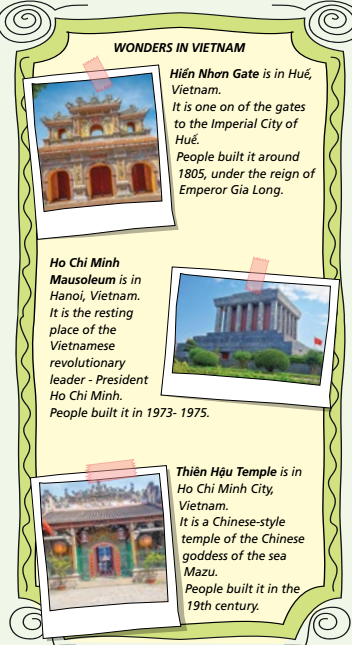 WONDERS IN VIETNAM
Hiển Nhơn Gate is in Huế,
Vietnam.
It is one on of the gates
to the Imperial City of
Huế.
People built it around
1805, under the reign of
Emperor Gia Long.
Ho Chi Minh
Mausoleum is in
Hanoi, Vietnam.
It is the resting
place of the
Vietnamese
revolutionary
leader - President
Ho Chi Minh.
People built it in 1973- 1975.
Thiên Hậu Temple is in
Ho Chi Minh City,
Vietnam.
It is a Chinese-style
temple of the Chinese
goddess of the sea
Mazu.
People built it in the
19th century.